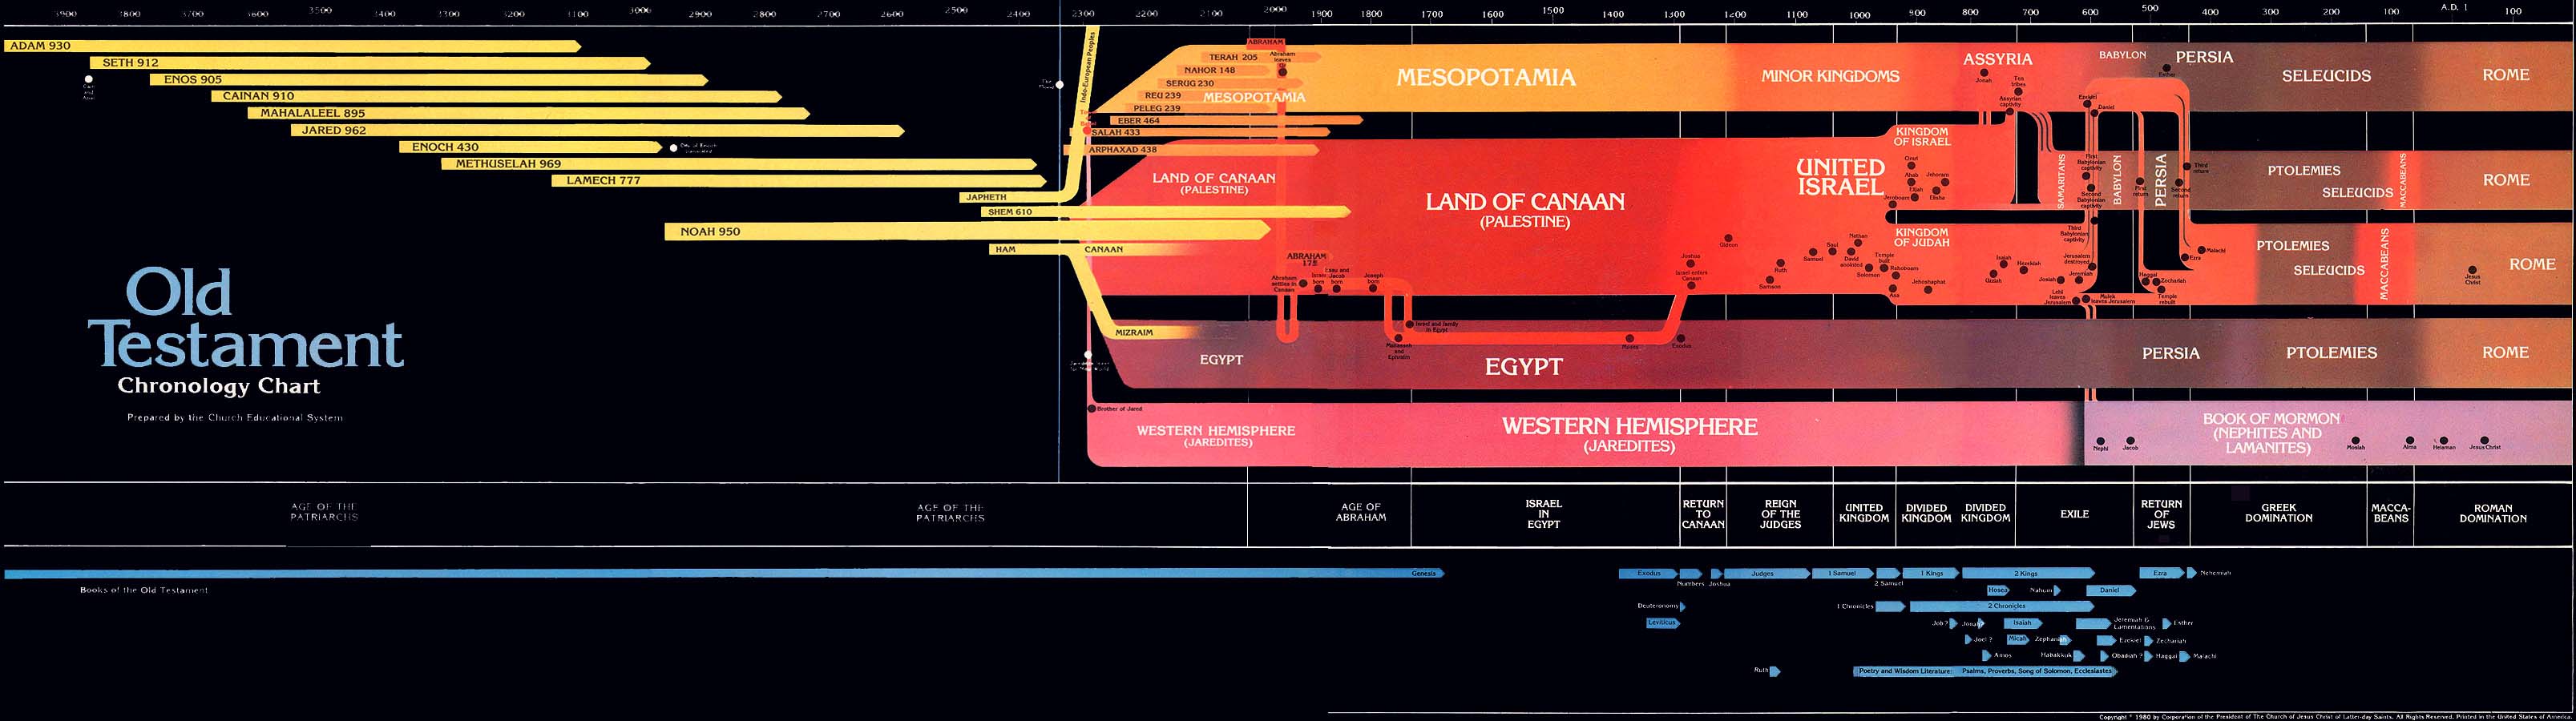 3900 3800 3700 3600 3500 3400 3300 3200 3100 3000 2900 2800 2700 2600 2500 2400 2300 2200 2100 2000 1900 1800 1700 1600 1500 1400 1300 1200 1100 1000 900 800 700 600 500 400 300 200 100 A.D. 1 100
ADAM 930
SETH 912
ENOS 905
CAINAN 910
MAHALALEEL 895
JARED 962
ENOCH 430
City of Enoch translated
METHUSELAH 969
LAMECH 777
JAPHETH
SHEM 610
NOAH 950
HAM
CANAAN
MIZRAIM
Indo-European Peoples
ABRAHAM
TERAH 205
Abraham leaves
NAHOR 148
SERUG 230
REU 239
MESOPOTAMIA
PELEG 239
EBER 464
SALAH 433
ARPHAXAD 438
MESOPOTAMIA
MINOR KINGDOMS
ASSYRIA
Jonah
Ten tribes
Assyrian captivity
BABYLON
PERSIA
Esther
Ezekiel
Daniel
SELEUCIDS
ROME
LAND OF CANAAN
(PALESTINE)
LAND OF CANAAN
(PALESTINE)
UNITED
ISRAEL
KINGDOM
OF ISRAEL
Omri
Ahab
Elijah
Jehoram
Elisha
Jeroboam
SAMARITANS
First Babylonian captivity
Second Babylonian captivity
BABYLON
First return
PERSIA
Second return
Third return
PTOLEMIES
SELEUCIDS
MACCABEANS
ROME
KINGDOM
OF JUDAH
ABRAHAM
175
Abraham settles in Canaan
Isaac born
Esau and Jacob born
Joseph born
Israel and family in Egypt
Manasseh and Ephraim
Moses
Exodus
Joshua
Israel enters Canaan
Gideon
Ruth
Samson
Samuel
Saul
David anointed
Nathan
Solomon
Temple built
Rehoboam
Asa
Jehoshaphat
Uzziah
Isaiah
Hezekiah
Josiah
Jeremiah
Third Babylonian captivity
Jerusalem destroyed
Lehi leaves Jerusalem
Mulek leaves Jerusalem
Haggai
Zechariah
Temple rebuilt
Ezra
Malachi
PTOLEMIES
SELEUCIDS
MACCABEANS
Jesus Christ
ROME
EGYPT
EGYPT
PERSIA
PTOLEMIES
ROME
Brother of Jared
WESTERN HEMISPHERE
(JAREDITES)
WESTERN HEMISPHERE
(JAREDITES)
Nephi
Jacob
BOOK OF MORMON
(NEPHITES AND
LAMANITES)
Mosiah
Alma
Helaman
Jesus Christ
Old
Testament
Chronology Chart
Prepared by the Church Educational System
AGE OF THE
PATRIARCHS
AGE OF THE
PATRIARCHS
AGE OF
ABRAHAM
ISRAEL
IN
EGYPT
RETURN
TO
CANAAN
REIGN
OF THE
JUDGES
UNITED
KINGDOM
DIVIDED
KINGDOM
DIVIDED
KINGDOM
EXILE
RETURN
OF
JEWS
GREEK
DOMINATION
MACCA-
BEANS
ROMAN
DOMINATION
Books of the Old Testament
Genesis
Exodus
Numbers
Joshua
Judges
1 Samuel
2 Samuel
1 Kings
2 Kings
Ezra
Nehemiah
Hosea
Nahum
Daniel
Deuteronomy
1 Chronicles
2 Chronicles
Leviticus
Job ?
Jonah
Isaiah
Jeremiah &
Lamentations
Esther
Joel ?
Micah
Zephaniah
Ezekiel
Zechariah
Amos
Habakkuk
Obadiah ?
Haggai
Malachi
Ruth
Poetry and Wisdom Literature: Psalms, Proverbs, Song of Solomon, Ecclesiastes
Copyright © 1980 by Corporation of the President of The Church of Jesus Christ of Latter-day Saints. All Rights Reserved. Printed in the United States of America